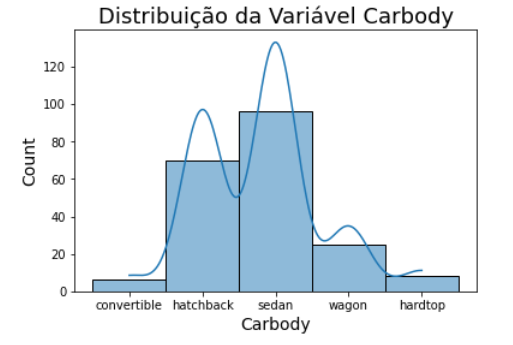 Distribuição da Variável Carbody
120
100
80
60
40
20
0
Count
convertible hatchback sedan wagon hardtop
Carbody